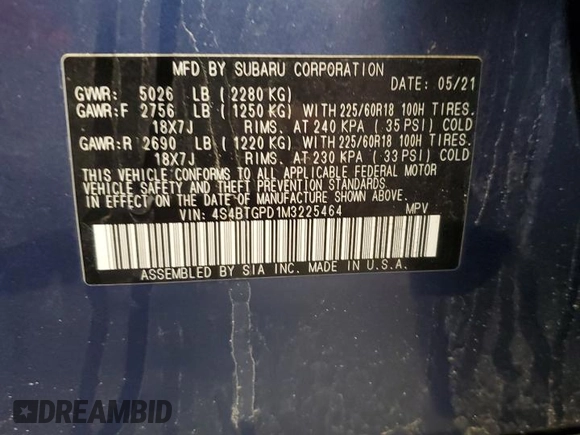 MFD BY SUBARU CORPORATION
DATE: 05/21
GVWR: 5026 LB ( 2280 KG)
GAWR:F 2756 LB ( 1250 KG) WITH 225/60R18 100H TIRES.
18X7J RIMS. AT 240 KPA ( 35 PSI) COLD
GAWR:R 2690 LB ( 1220 KG) WITH 225/60R18 100H TIRES.
18X7J RIMS. AT 230 KPA ( 33 PSI) COLD
THIS VEHICLE CONFORMS TO ALL APPLICABLE FEDERAL MOTOR
VEHICLE SAFETY AND THEFT PREVENTION STANDARDS
IN EFFECT ON THE DATE OF MANUFACTURE SHOWN ABOVE.
VIN: 4S4BTGPD1M3225464 MPV
ASSEMBLED BY SIA INC. MADE IN U.S.A.
DREAMBID